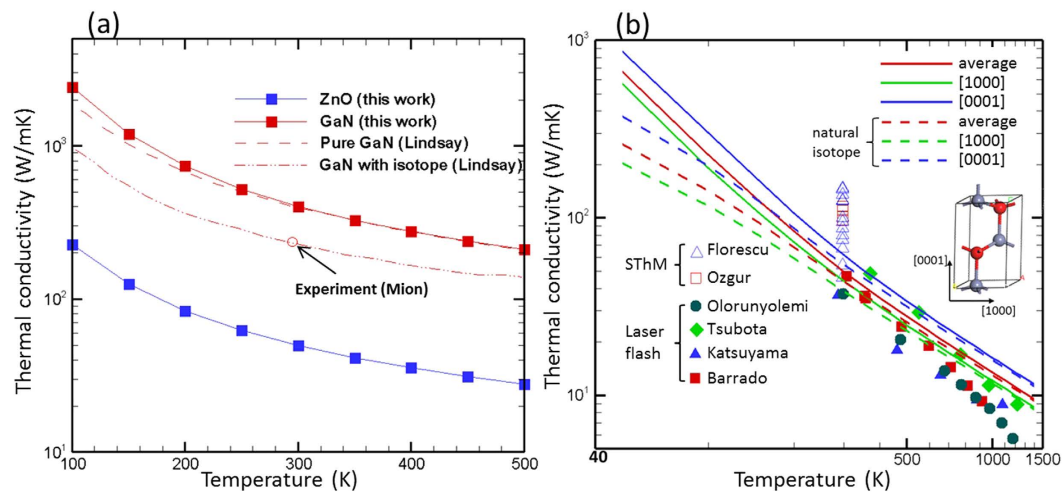 (a)
Thermal conductivity (W/mK)
10^3
10^2
10^1
ZnO (this work)
GaN (this work)
Pure GaN (Lindsay)
GaN with isotope (Lindsay)
Experiment (Mion)
100 200 300 400 500
Temperature (K)
(b)
Thermal conductivity (W/mK)
10^3
10^2
10^1
average
[1000]
[0001]
natural isotope
average
[1000]
[0001]
SThM
Florescu
Ozgur
Laser flash
Olorunyolemi
Tsubota
Katsuyama
Barrado
[0001]
[1000]
40 500 1000 1500
Temperature (K)